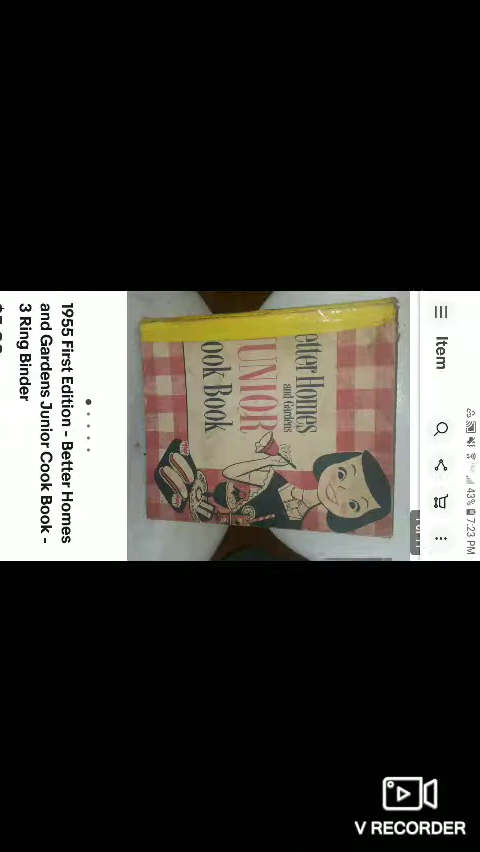 43% 7:23 PM
Item
etter Homes
and Gardens
UNIOR
ook Book
1955 First Edition - Better Homes
and Gardens Junior Cook Book -
3 Ring Binder
V RECORDER